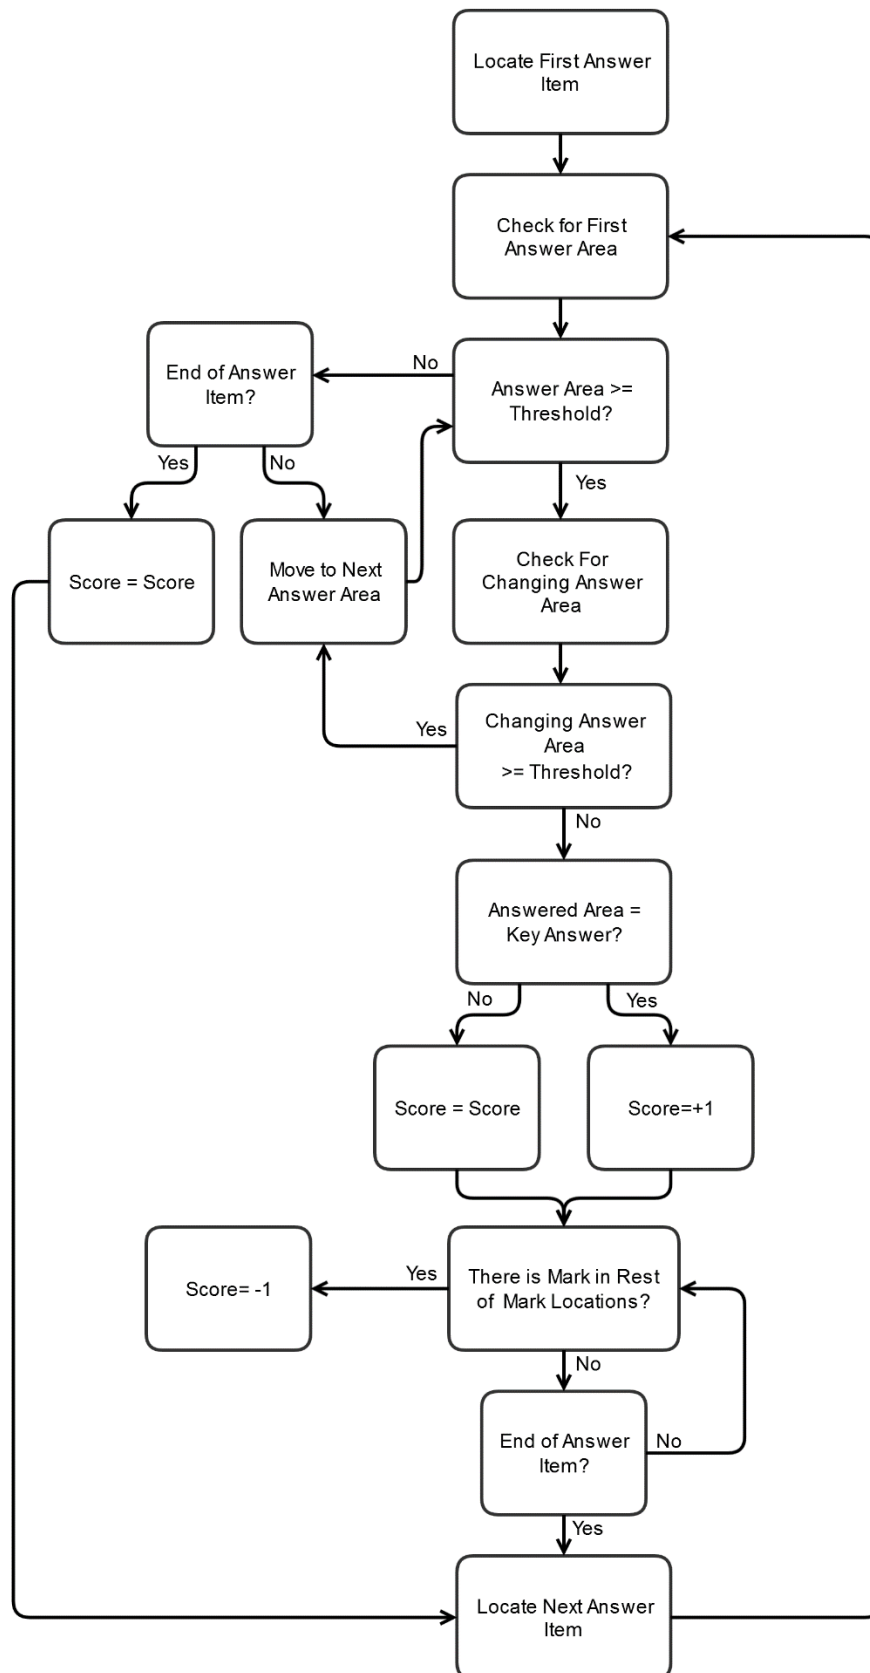 Locate First Answer
Item
Check for First
Answer Area
End of Answer
Item?
No
Answer Area >=
Threshold?
Yes
No
Yes
Score = Score
Move to Next
Answer Area
Check For
Changing Answer
Area
Yes
Changing Answer
Area
>= Threshold?
No
Answered Area =
Key Answer?
No
Yes
Score = Score
Score=+1
Score= -1
Yes
There is Mark in Rest
of Mark Locations?
No
End of Answer
Item?
No
Yes
Locate Next Answer
Item